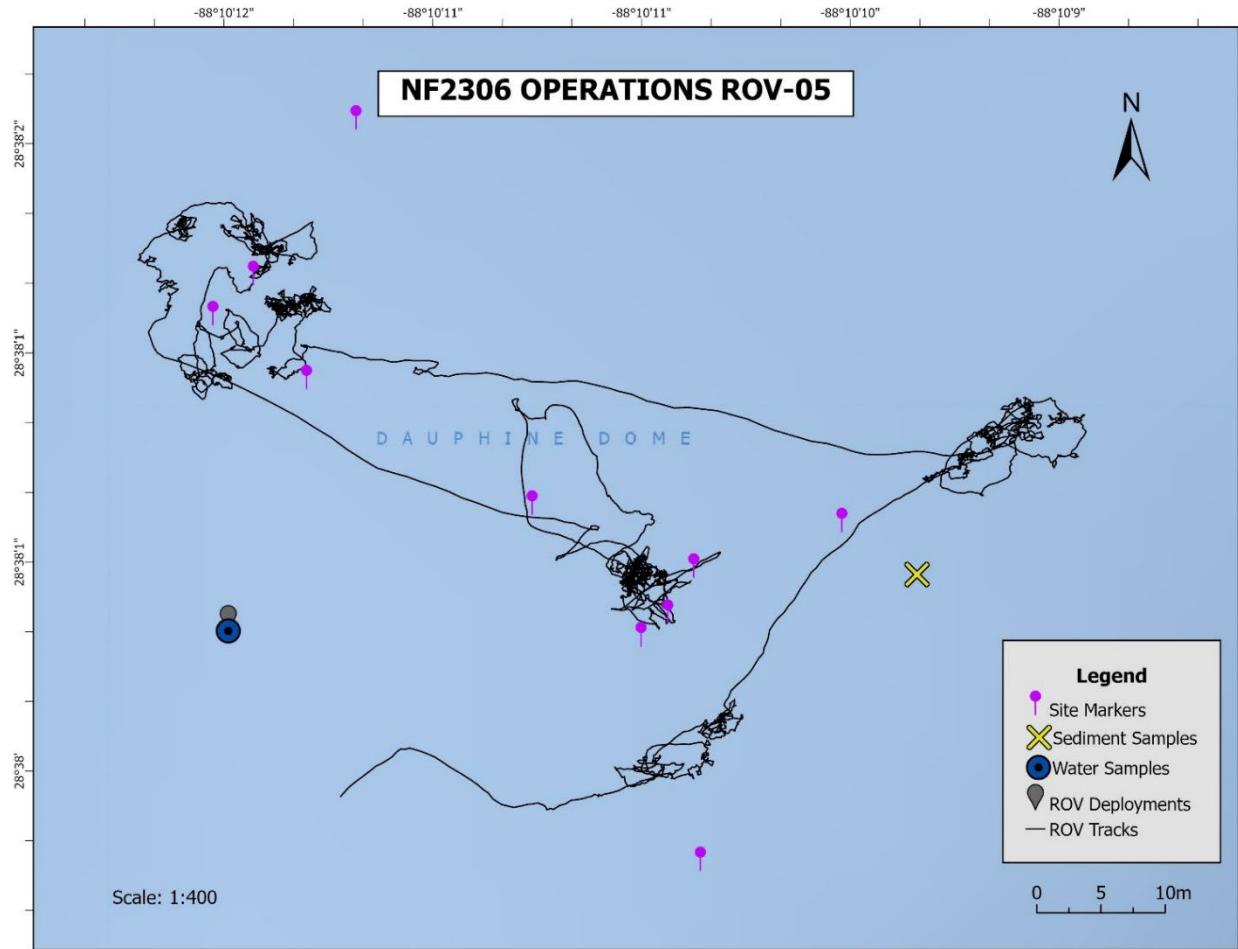 -88°10'12" -88°10'11" -88°10'11" -88°10'10" -88°10'9"
NF2306 OPERATIONS ROV-05
N
28°38'2"
28°38'1"
DAUPHINE DOME
28°38'1"
28°38'
Legend
Site Markers
Sediment Samples
Water Samples
ROV Deployments
ROV Tracks
Scale: 1:400
0 5 10m